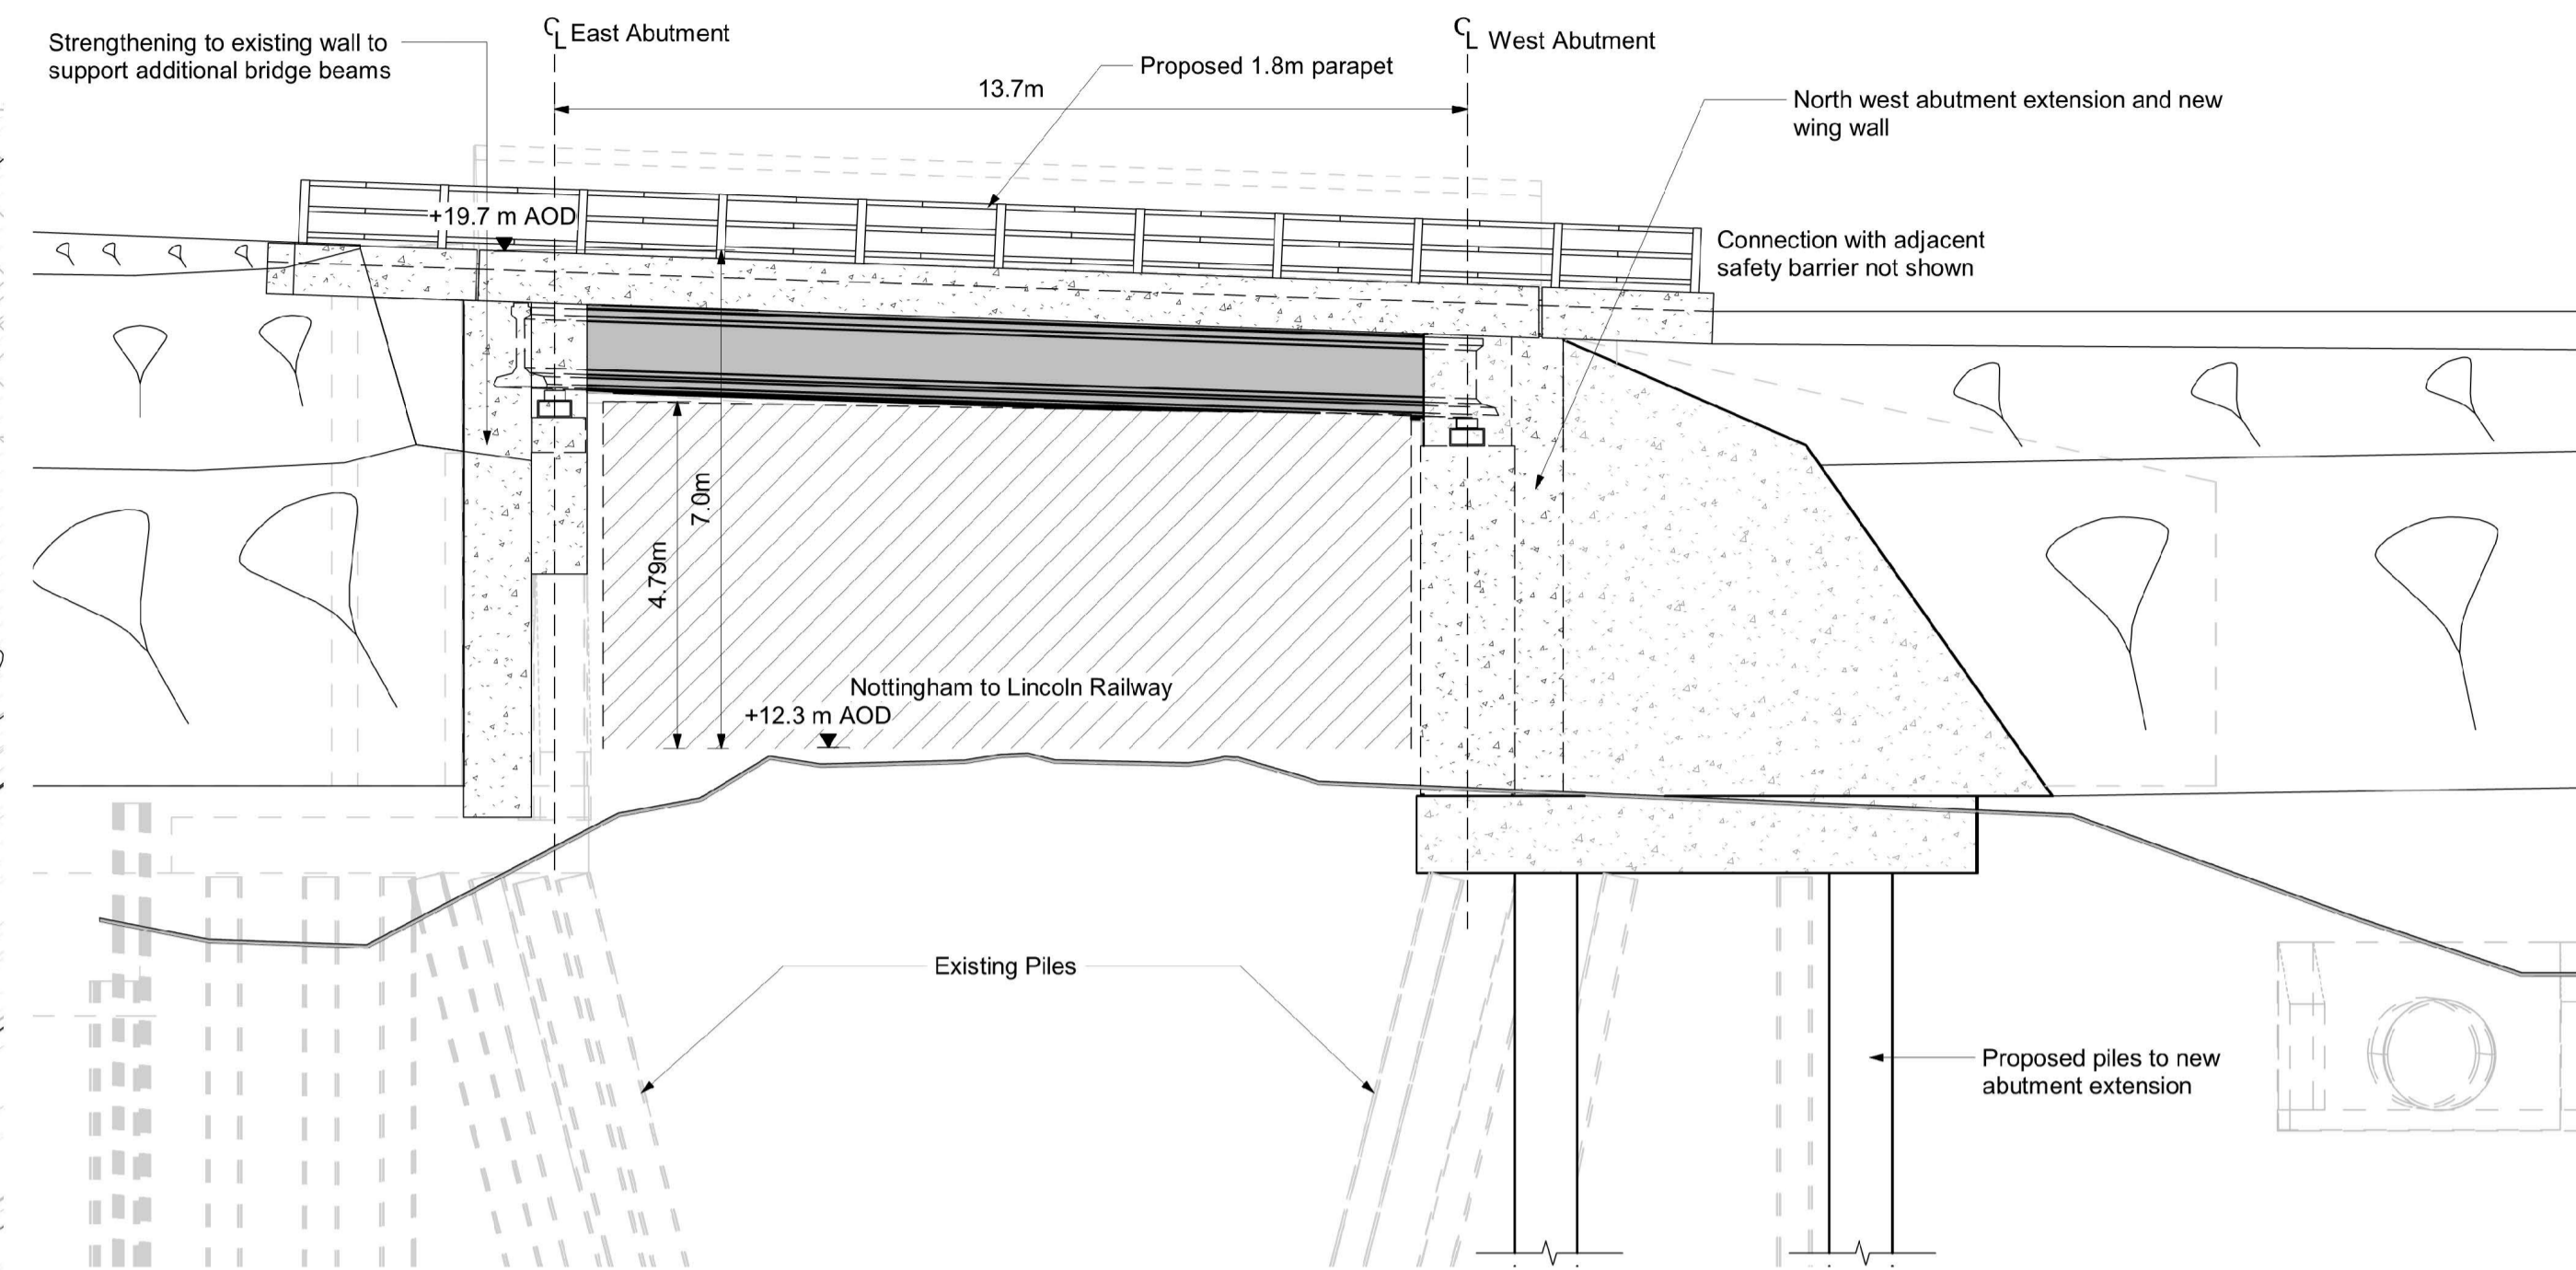 Strengthening to existing wall to
support additional bridge beams
CL East Abutment
CL West Abutment
Proposed 1.8m parapet
13.7m
North west abutment extension and new
wing wall
+19.7 m AOD
Connection with adjacent
safety barrier not shown
7.0m
4.79m
Nottingham to Lincoln Railway
+12.3 m AOD
Existing Piles
Proposed piles to new
abutment extension